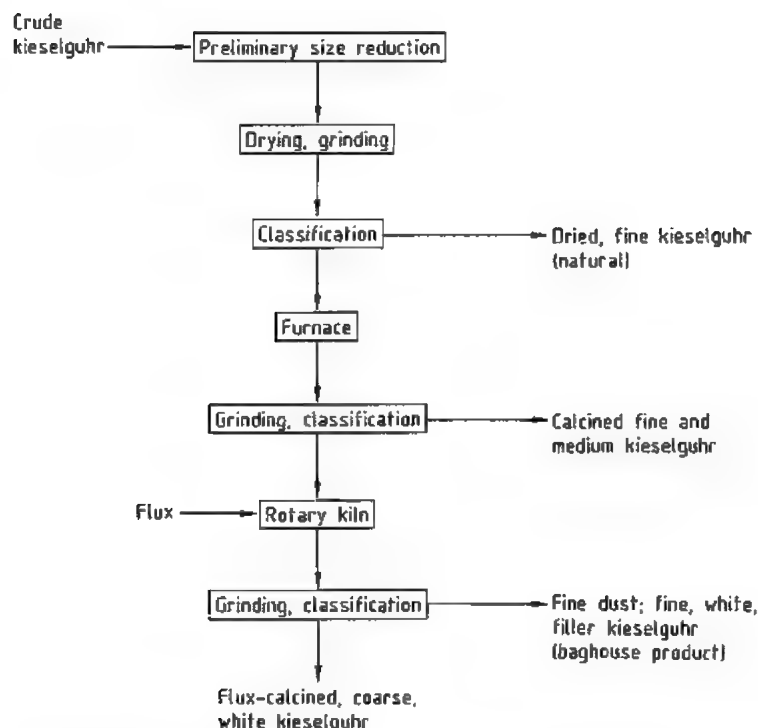 Crude
kieselguhr
Preliminary size reduction
Drying, grinding
Classification
Dried, fine kieselguhr
(natural)
Furnace
Grinding, classification
Calcined fine and
medium kieselguhr
Flux
Rotary kiln
Grinding, classification
Fine dust; fine, white,
filler kieselguhr
(baghouse product)
Flux-calcined, coarse,
white kieselguhr